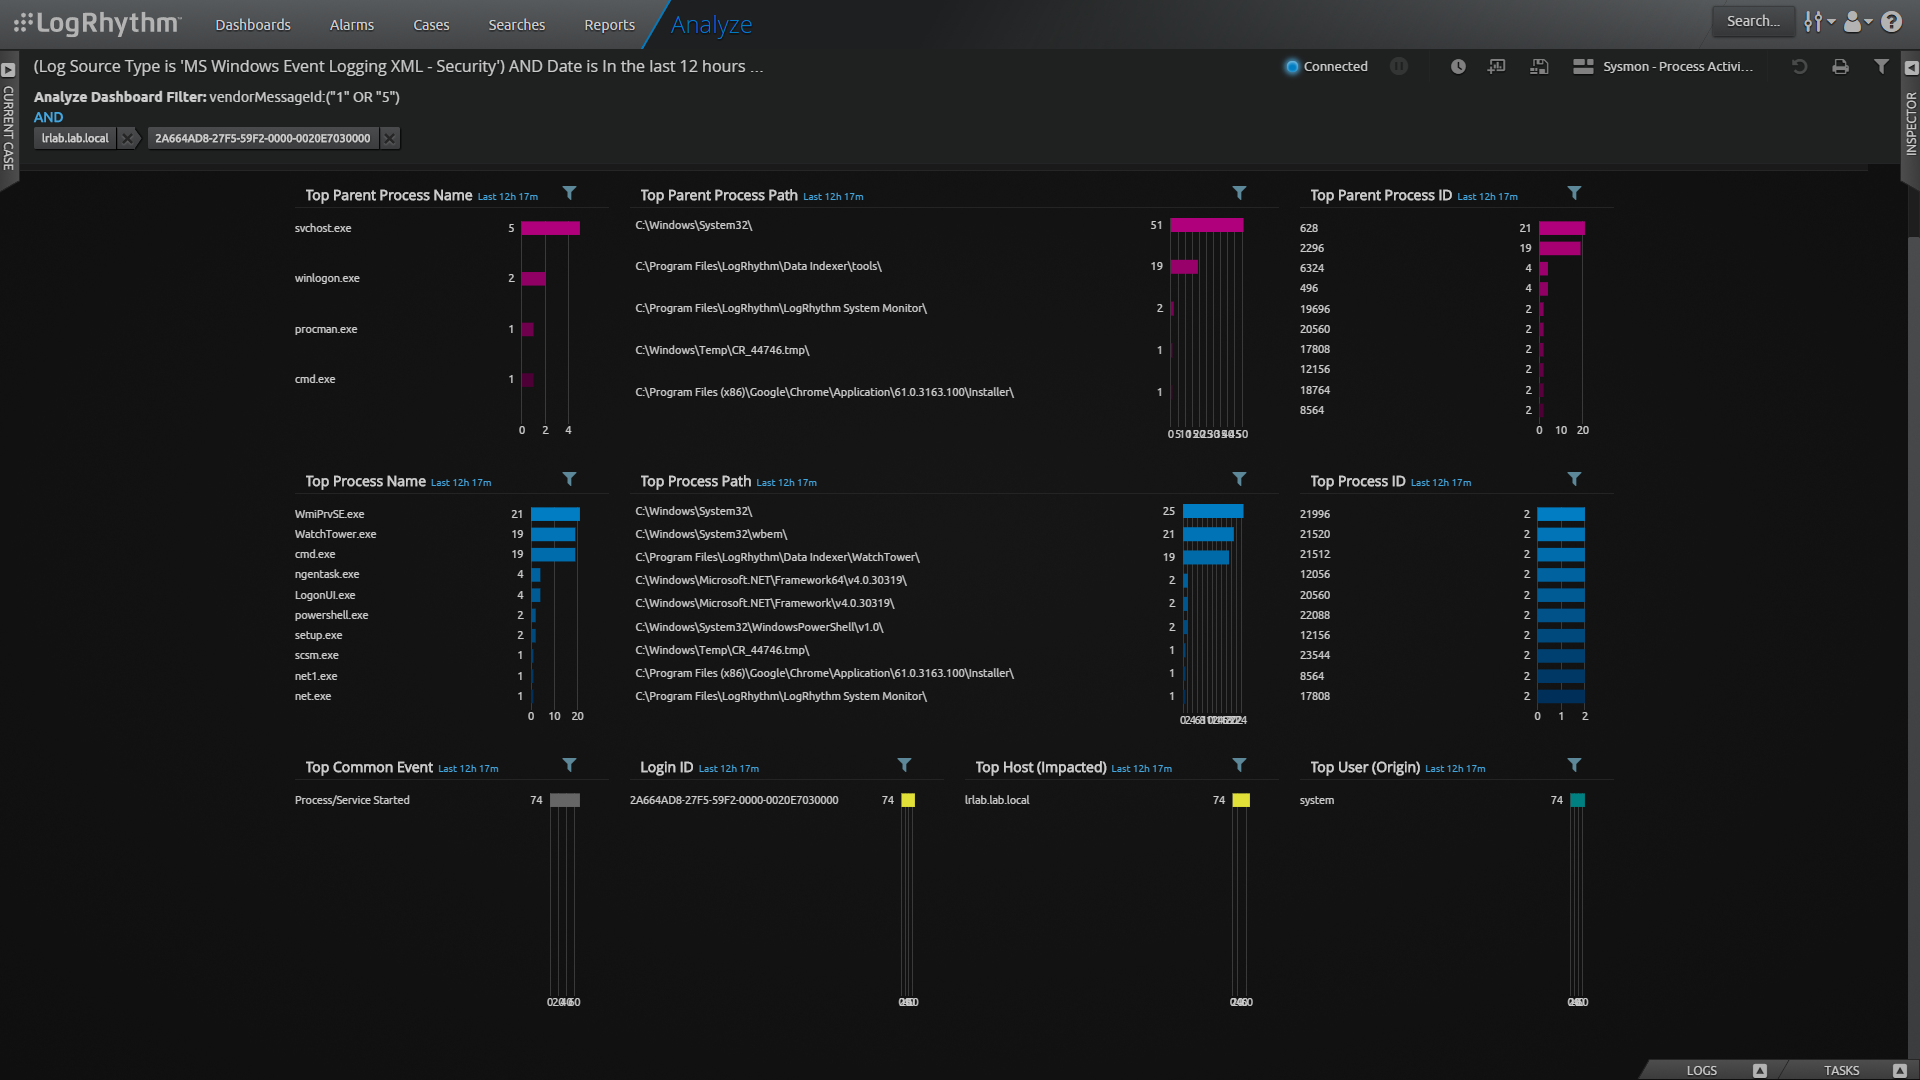 LogRhythm
Dashboards Alarms Cases Searches Reports Analyze Search...
(Log Source Type is 'MS Windows Event Logging XML - Security') AND Date is In the last 12 hours ...
Connected
Sysmon - Process Activi...
CURRENT CASE
INSPECTOR
Analyze Dashboard Filter: vendorMessageId:("1" OR "5")
AND
lrlab.lab.local 2A664AD8-27F5-59F2-0000-0020E7030000
Top Parent Process Name Last 12h 17m
svchost.exe 5
winlogon.exe 2
procman.exe 1
cmd.exe 1
0 2 4
Top Parent Process Path Last 12h 17m
C:\Windows\System32\ 51
C:\Program Files\LogRhythm\Data Indexer\tools\ 19
C:\Program Files\LogRhythm\LogRhythm System Monitor\ 2
C:\Windows\Temp\CR_44746.tmp\ 1
C:\Program Files (x86)\Google\Chrome\Application\61.0.3163.100\Installer\ 1
Top Parent Process ID Last 12h 17m
628 21
2296 19
6324 4
496 4
19696 2
20560 2
17808 2
12156 2
18764 2
8564 2
0 10 20
Top Process Name Last 12h 17m
WmiPrvSE.exe 21
WatchTower.exe 19
cmd.exe 19
ngentask.exe 4
LogonUI.exe 4
powershell.exe 2
setup.exe 2
scsm.exe 1
net1.exe 1
net.exe 1
0 10 20
Top Process Path Last 12h 17m
C:\Windows\System32\ 25
C:\Windows\System32\wbem\ 21
C:\Program Files\LogRhythm\Data Indexer\WatchTower\ 19
C:\Windows\Microsoft.NET\Framework64\v4.0.30319\ 2
C:\Windows\Microsoft.NET\Framework\v4.0.30319\ 2
C:\Windows\System32\WindowsPowerShell\v1.0\ 2
C:\Windows\Temp\CR_44746.tmp\ 1
C:\Program Files (x86)\Google\Chrome\Application\61.0.3163.100\Installer\ 1
C:\Program Files\LogRhythm\LogRhythm System Monitor\ 1
Top Process ID Last 12h 17m
21996 2
21520 2
21512 2
12056 2
20560 2
22088 2
12156 2
23544 2
8564 2
17808 2
0 1 2
Top Common Event Last 12h 17m
Process/Service Started 74
Login ID Last 12h 17m
2A664AD8-27F5-59F2-0000-0020E7030000 74
Top Host (Impacted) Last 12h 17m
lrlab.lab.local 74
Top User (Origin) Last 12h 17m
system 74
LOGS
TASKS